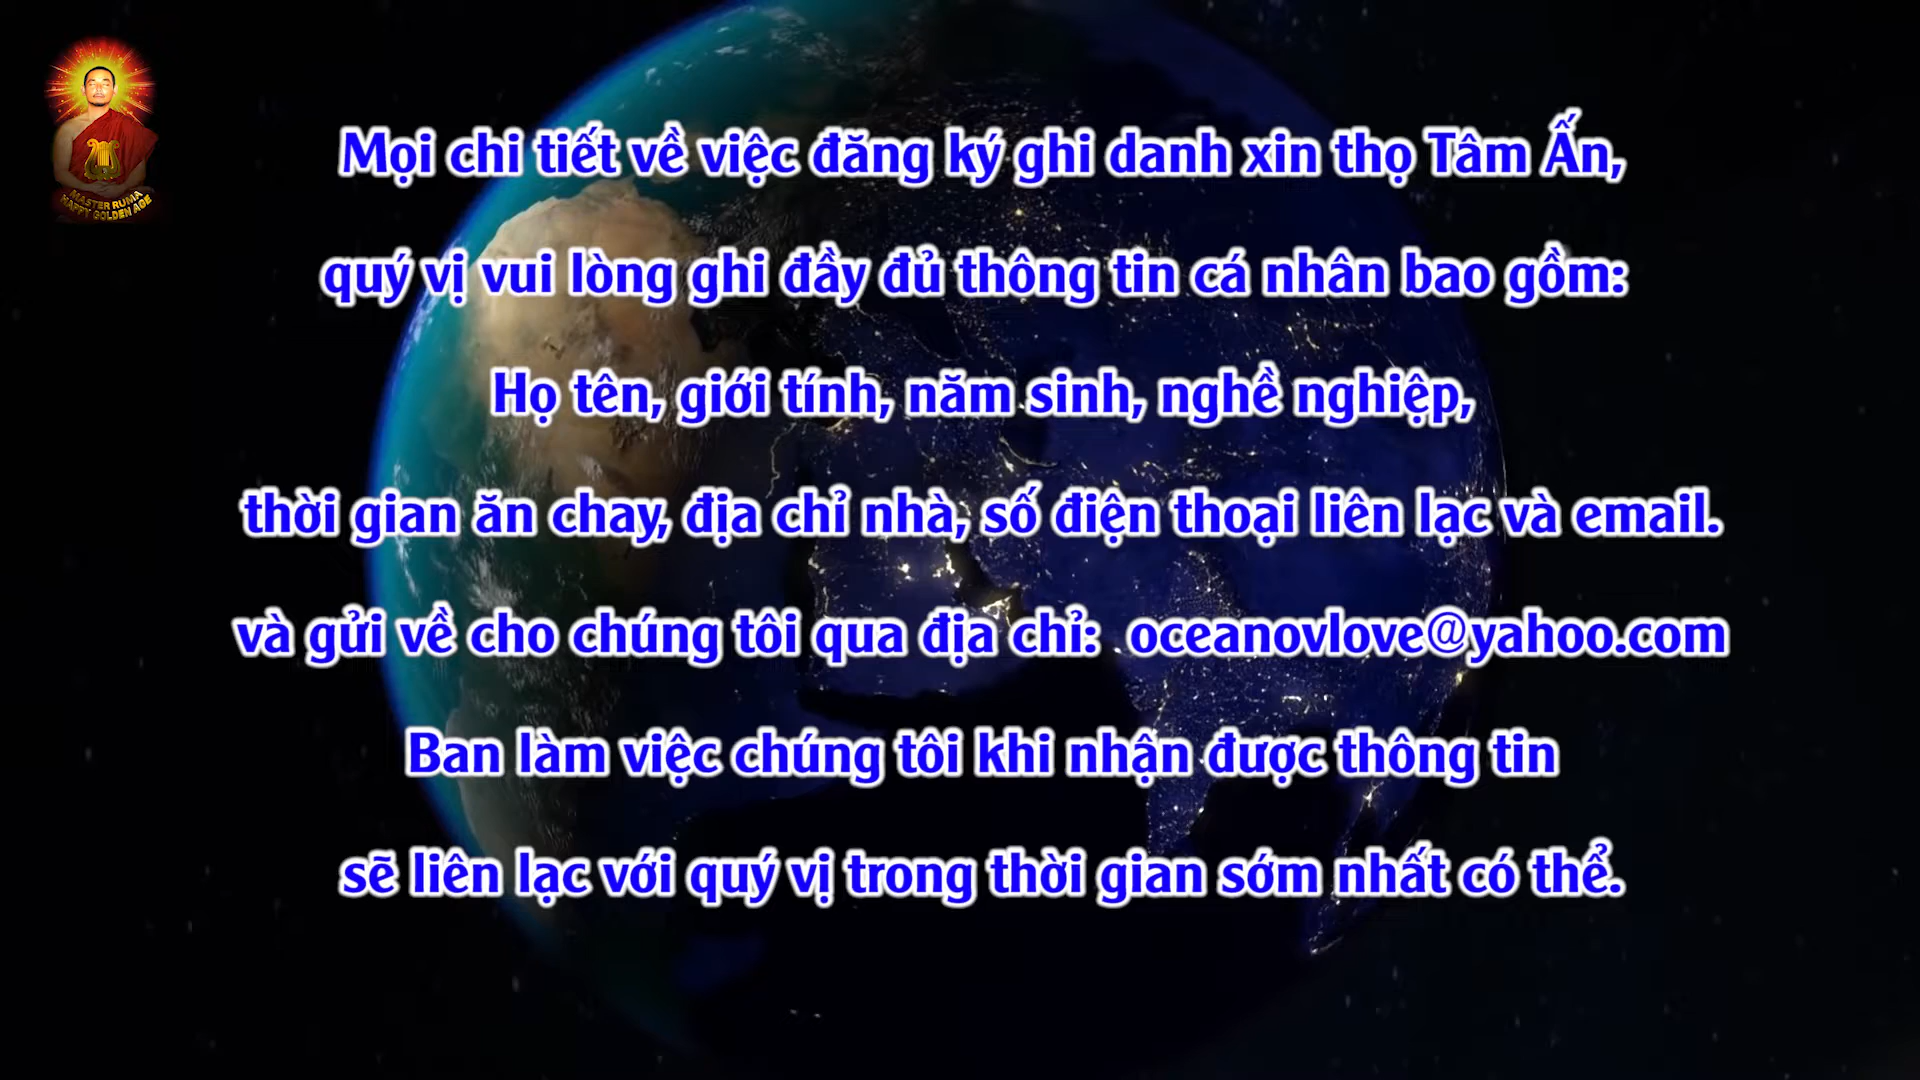 MASTER RUMA
HAPPY GOLDEN AGE
Mọi chi tiết về việc đăng ký ghi danh xin thọ Tâm Ấn,
quý vị vui lòng ghi đầy đủ thông tin cá nhân bao gồm:
Họ tên, giới tính, năm sinh, nghề nghiệp,
thời gian ăn chay, địa chỉ nhà, số điện thoại liên lạc và email.
và gửi về cho chúng tôi qua địa chỉ: oceanovlove@yahoo.com
Ban làm việc chúng tôi khi nhận được thông tin
sẽ liên lạc với quý vị trong thời gian sớm nhất có thể.